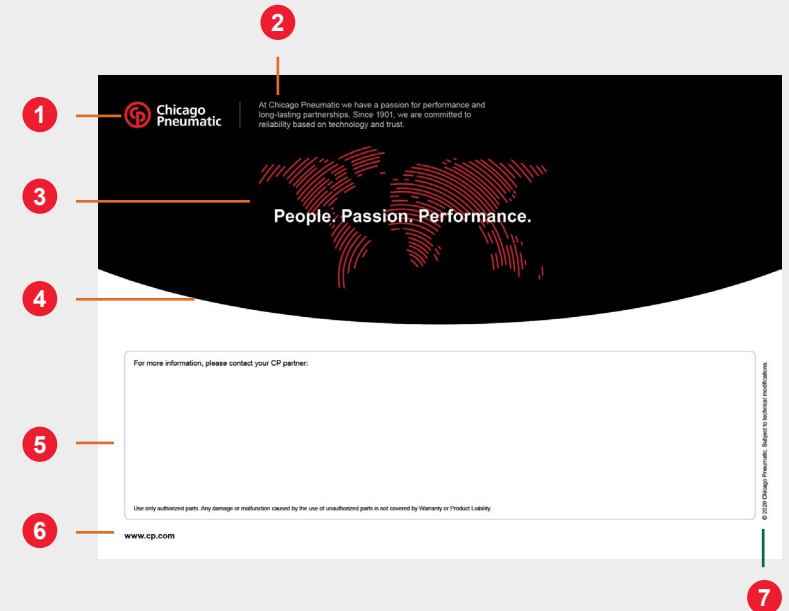 2
1
Chicago
Pneumatic
At Chicago Pneumatic we have a passion for performance and
long-lasting partnerships. Since 1901, we are committed to
reliability based on technology and trust.
3
People. Passion. Performance.
4
For more information, please contact your CP partner:
5
Use only authorized parts. Any damage or malfunction caused by the use of unauthorized parts is not covered by Warranty or Product Liability.
© 2020 Chicago Pneumatic. Subject to technical modifications.
6
www.cp.com
7